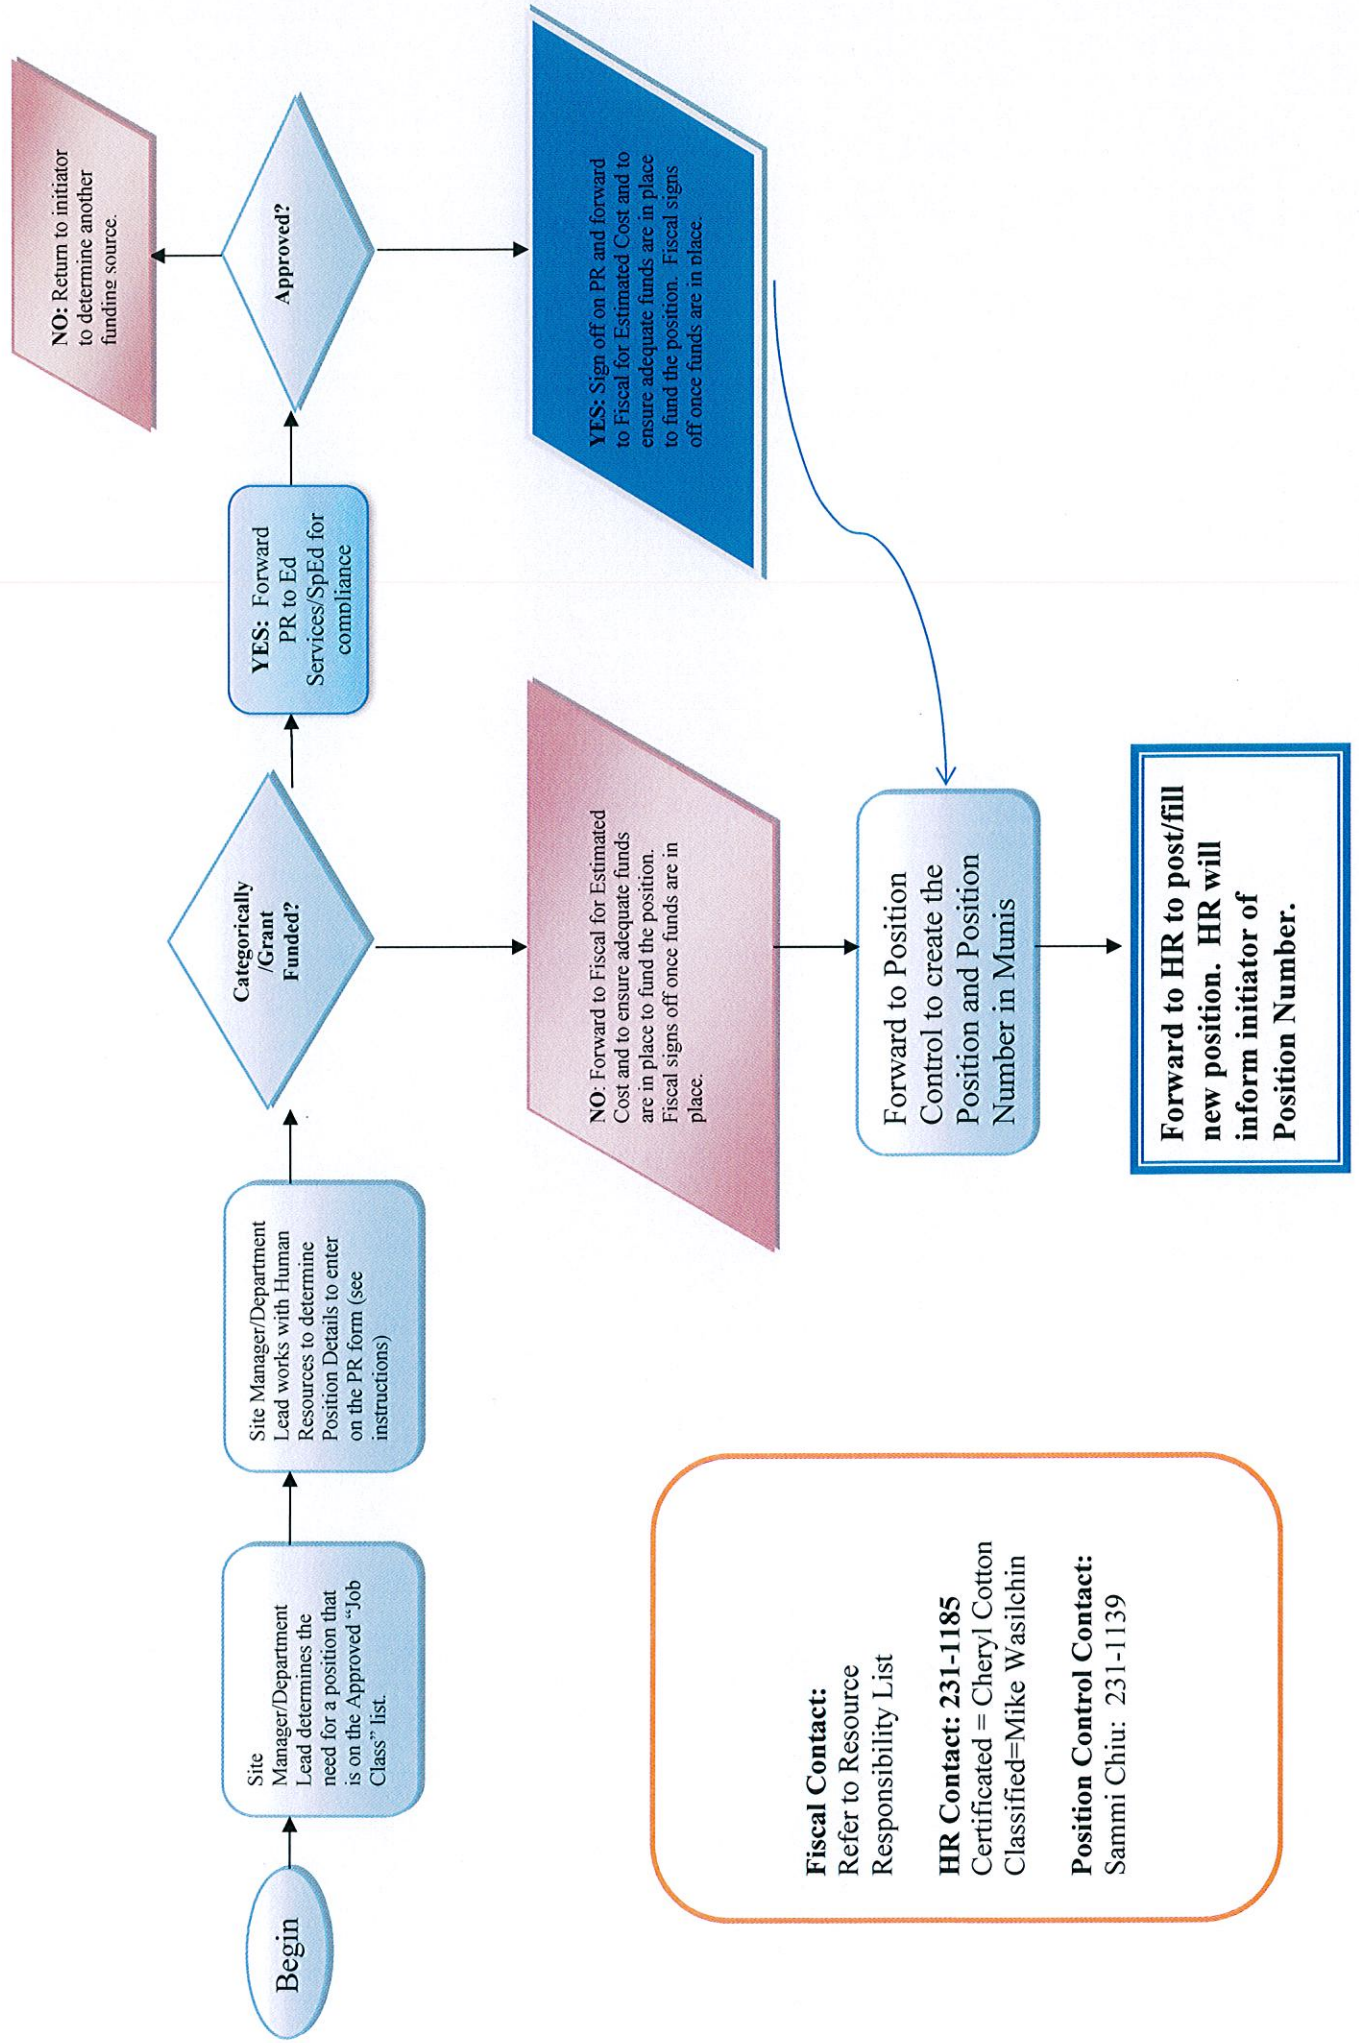 Begin
Site
Manager/Department
Lead determines the
need for a position that
is on the Approved “Job
Class” list.
Site Manager/Department
Lead works with Human
Resources to determine
Position Details to enter
on the PR form (see
instructions)
Categorically
/Grant
Funded?
YES: Forward
PR to Ed
Services/SpEd for
compliance
Approved?
NO: Return to initiator
to determine another
funding source.
YES: Sign off on PR and forward
to Fiscal for Estimated Cost and to
ensure adequate funds are in place
to fund the position. Fiscal signs
off once funds are in place.
NO: Forward to Fiscal for Estimated
Cost and to ensure adequate funds
are in place to fund the position.
Fiscal signs off once funds are in
place.
Forward to Position
Control to create the
Position and Position
Number in Munis
Forward to HR to post/fill
new position. HR will
inform initiator of
Position Number.
Fiscal Contact:
Refer to Resource
Responsibility List
HR Contact: 231-1185
Certificated = Cheryl Cotton
Classified=Mike Wasilchin
Position Control Contact:
Sammi Chiu: 231-1139